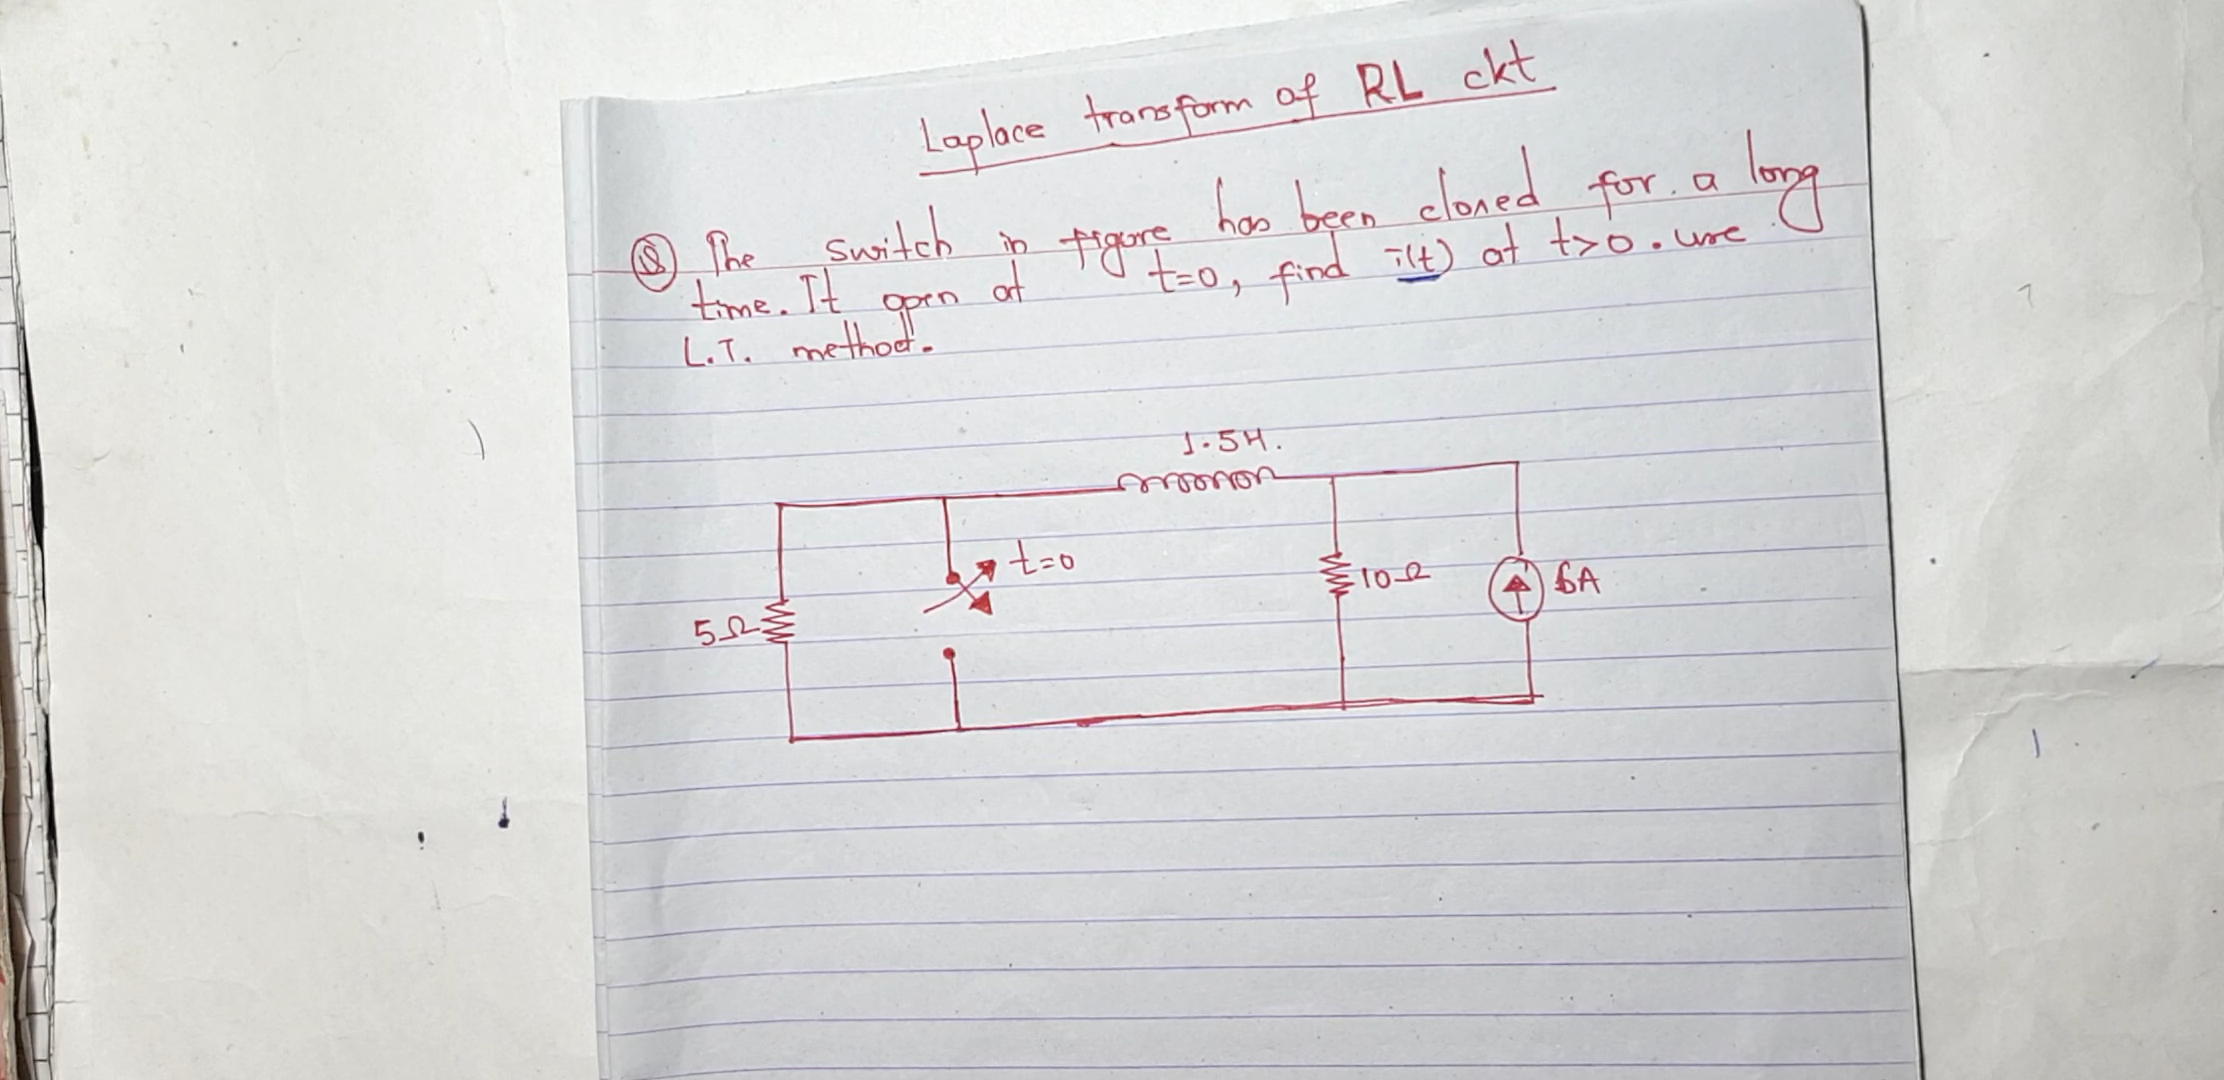 Laplace transform of RL ckt
Q The switch in figure has been closed for a long
time. It open at t=0, find i(t) at t>0. use
L.T. method.
1.5H.
t=0
5Ω
10Ω
6A